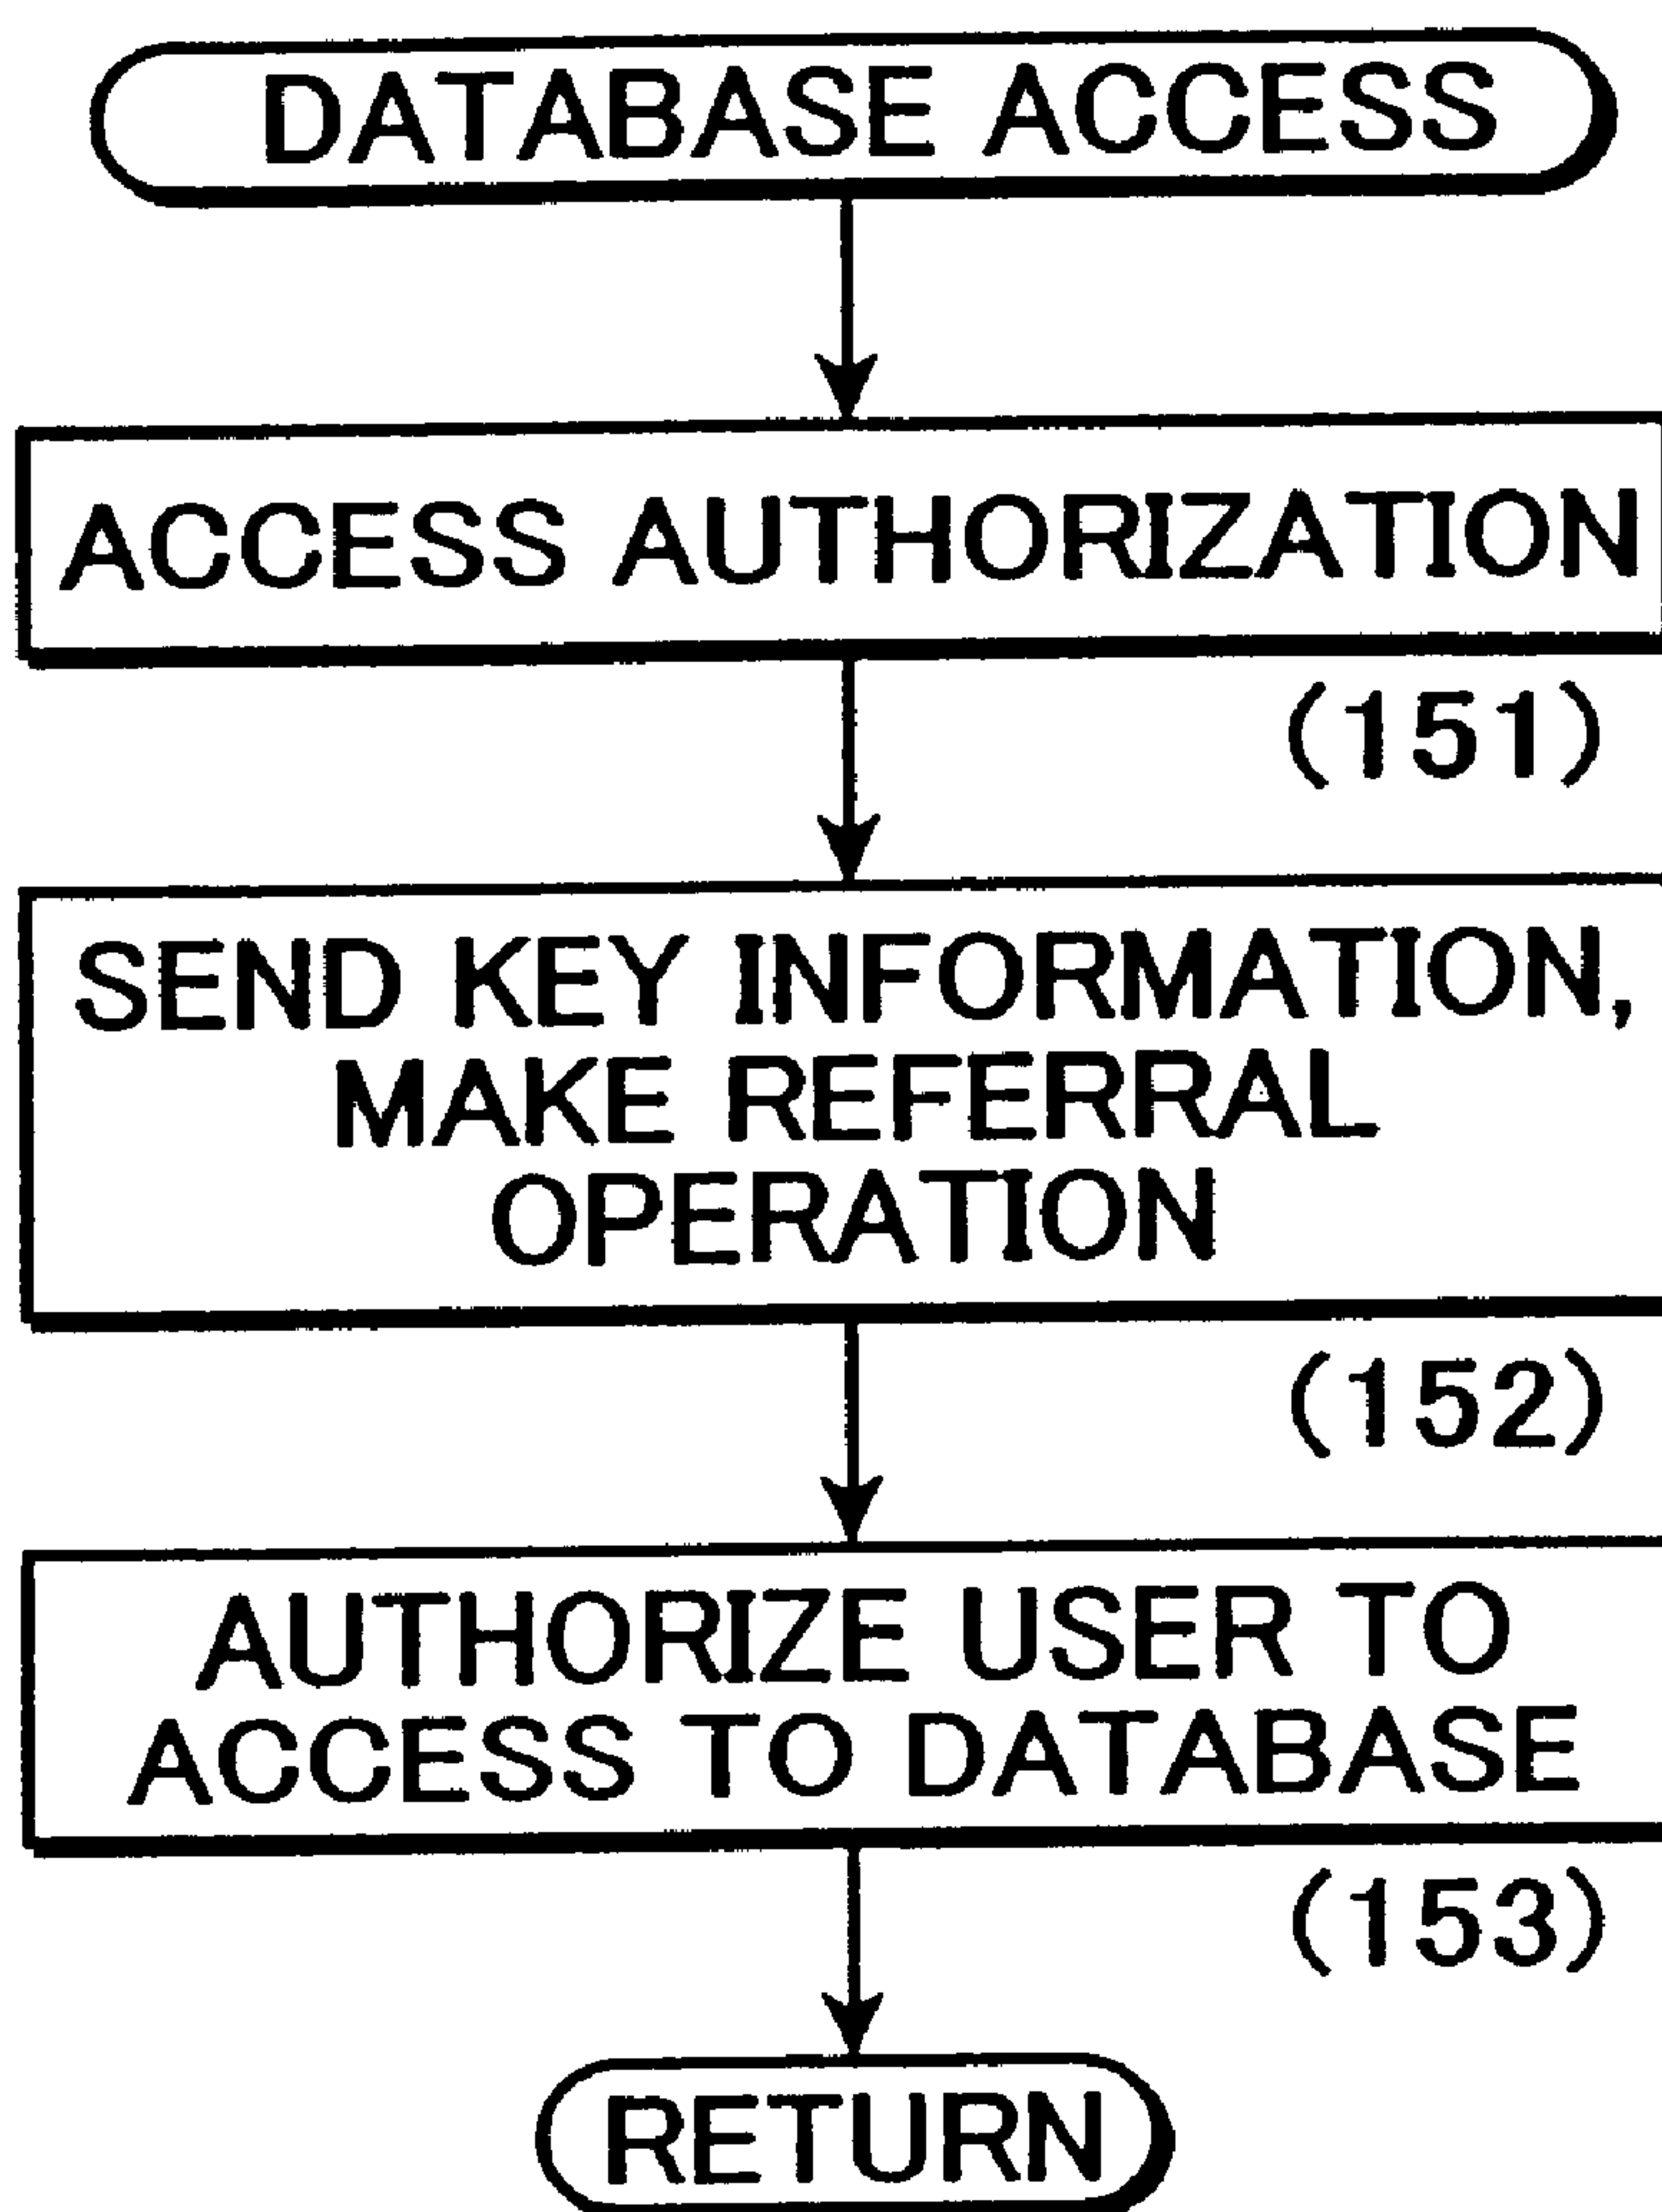 DATABASE ACCESS
ACCESS AUTHORIZATION
(151)
SEND KEY INFORMATION,
MAKE REFERRAL
OPERATION
(152)
AUTHORIZE USER TO
ACCESS TO DATABASE
(153)
RETURN